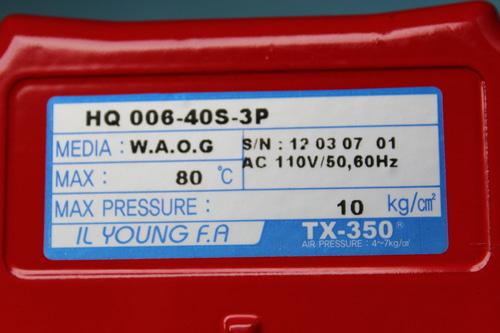 HQ 006-40S-3P
MEDIA : W.A.O.G
S/N : 12 03 07 01
AC 110V/50,60Hz
MAX : 80 °C
MAX PRESSURE : 10 kg/cm²
IL YOUNG F.A
TX-350®
AIR PRESSURE : 4~7kg/cm²